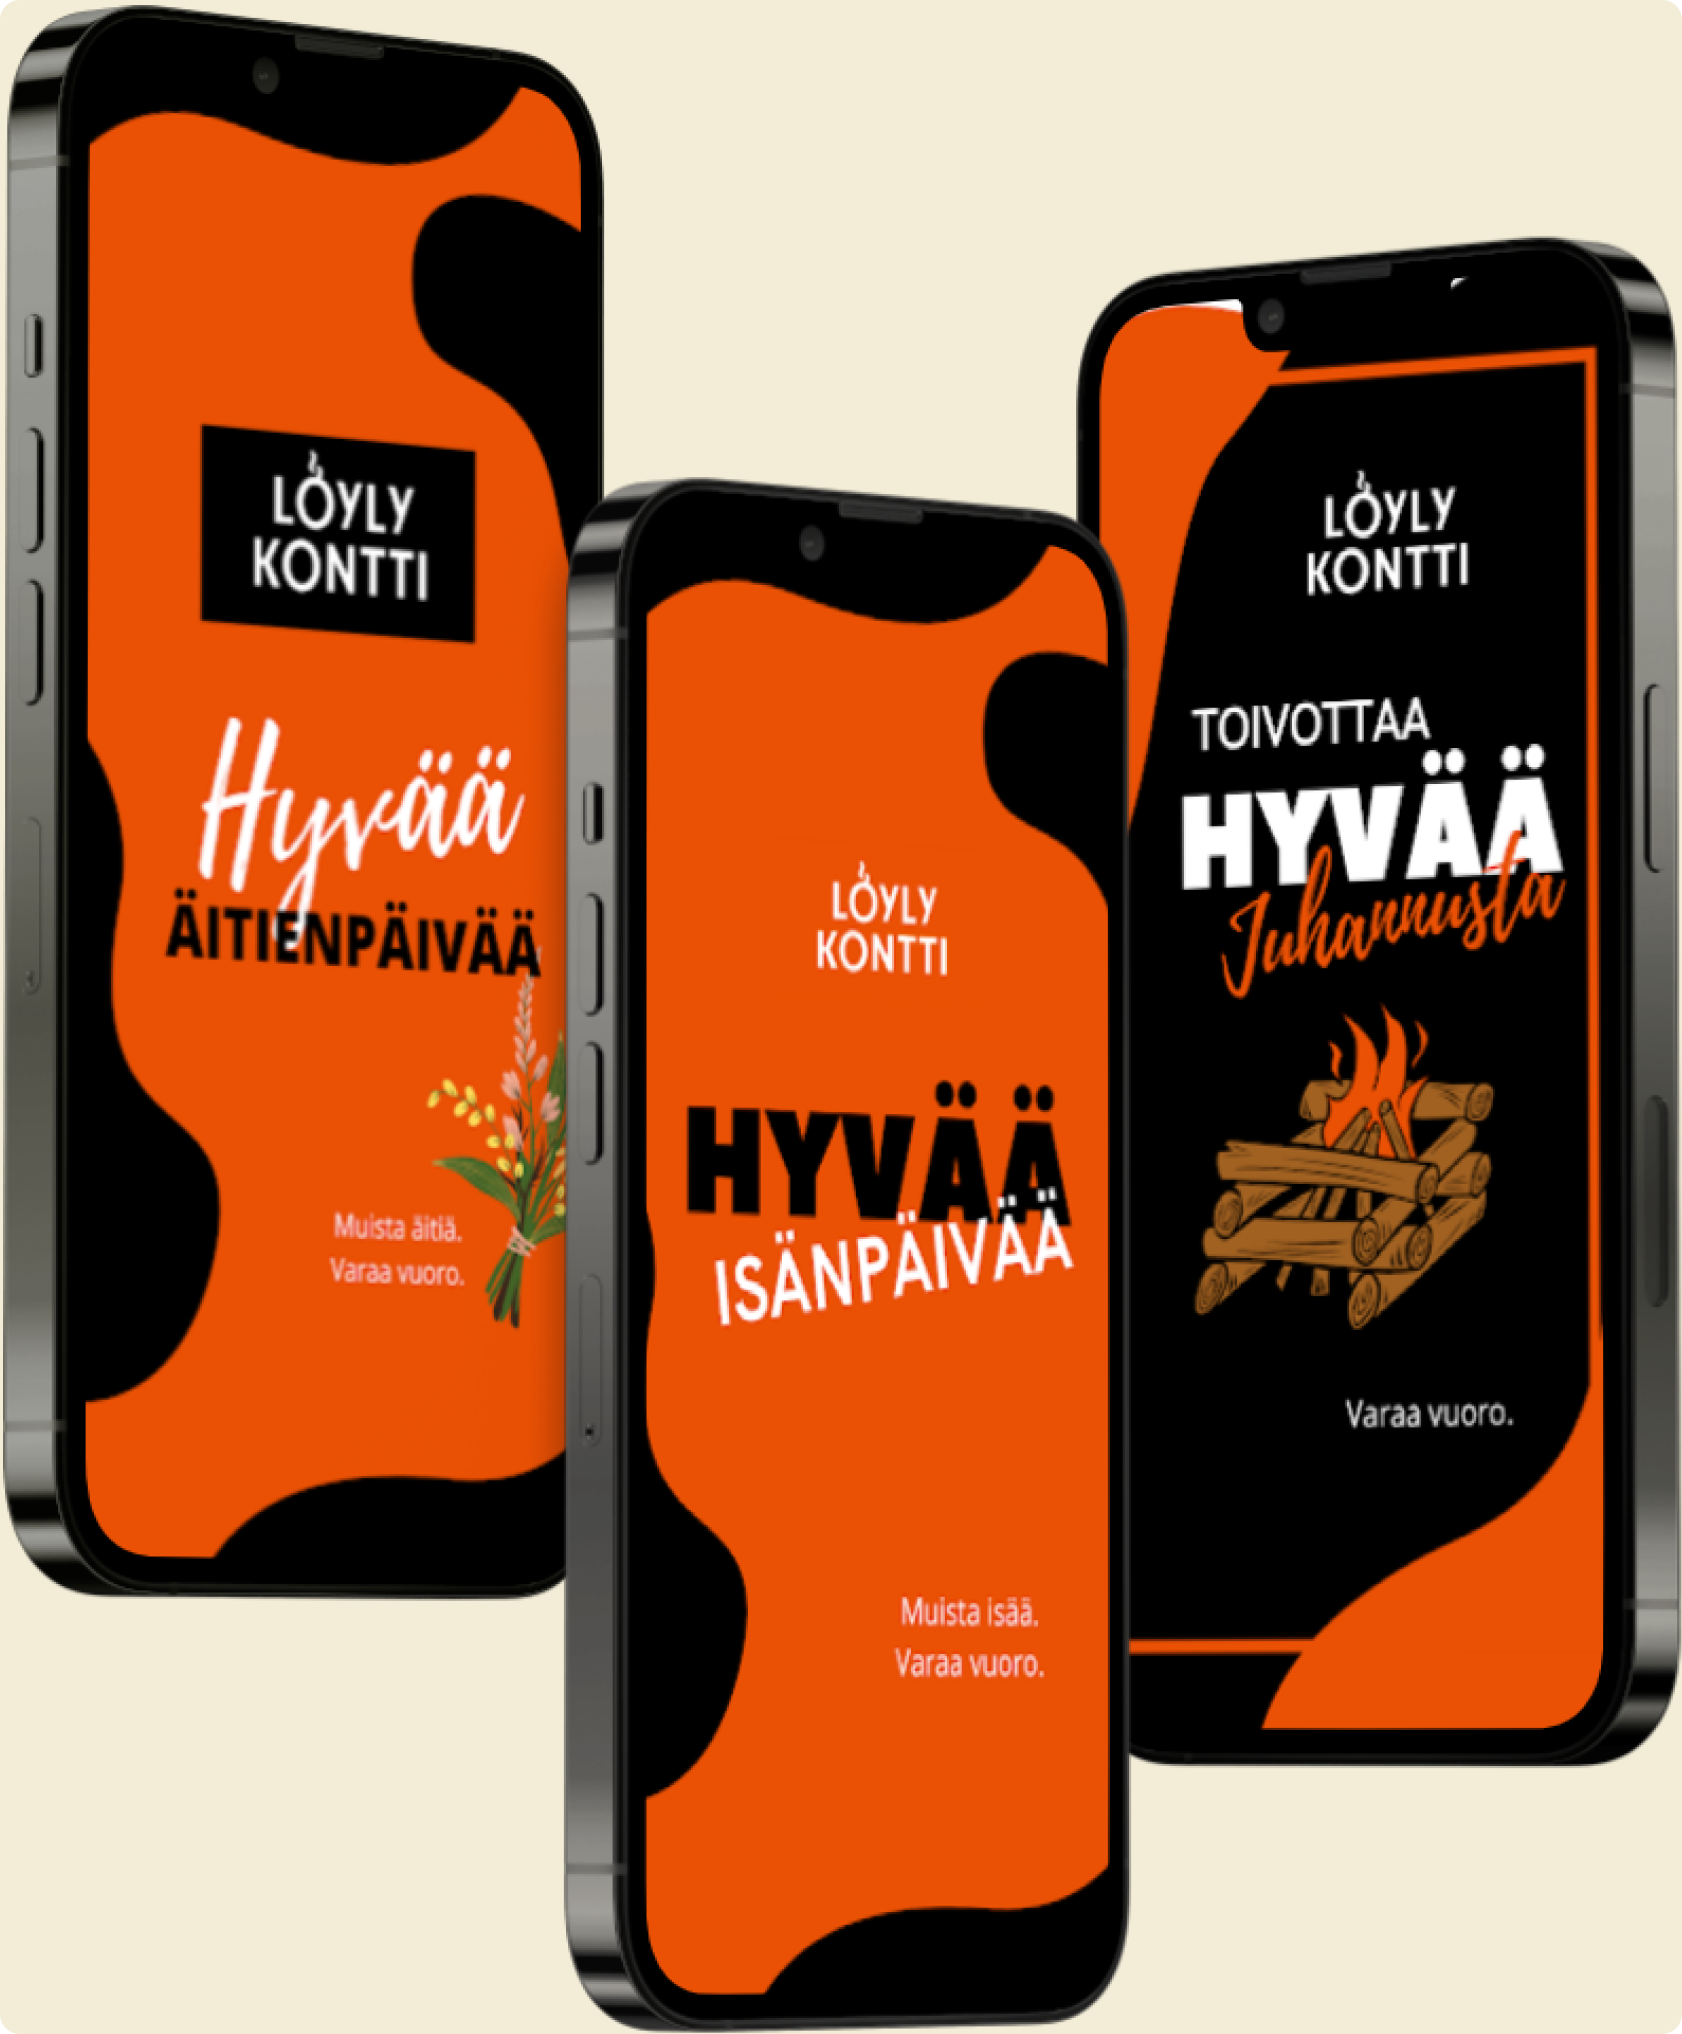 LÖYLY
KONTTI
Hyvää
ÄITIENPÄIVÄÄ
Muista äitiä.
Varaa vuoro.
LÖYLY
KONTTI
HYVÄÄ
ISÄNPÄIVÄÄ
Muista isää.
Varaa vuoro.
LÖYLY
KONTTI
TOIVOTTAA
HYVÄÄ
Juhannusta
Varaa vuoro.